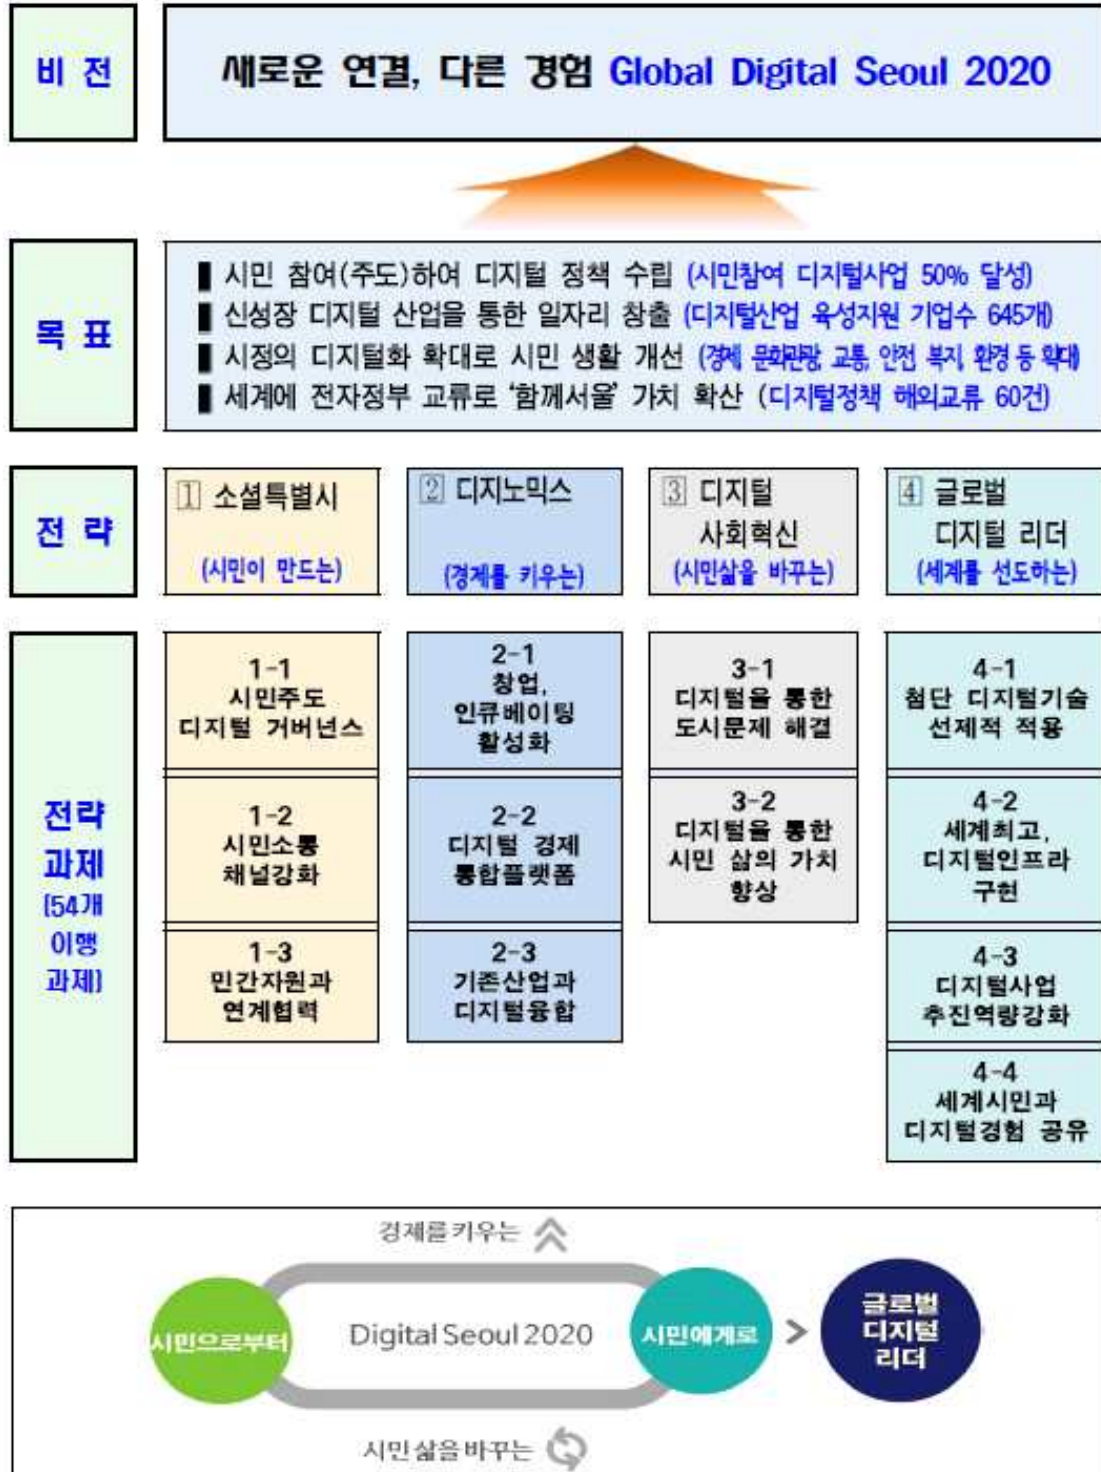 비 전
새로운 연결, 다른 경험 Global Digital Seoul 2020
목 표
▌시민 참여(주도)하여 디지털 정책 수립 (시민참여 디지털사업 50% 달성)
▌신성장 디지털 산업을 통한 일자리 창출 (디지털산업 육성지원 기업수 645개)
▌시정의 디지털화 확대로 시민 생활 개선 (경제, 문화관광, 교통, 안전, 복지, 환경 등 확대)
▌세계에 전자정부 교류로 ‘함께서울’ 가치 확산 (디지털정책 해외교류 60건)
전 략
1 소셜특별시
(시민이 만드는)
2 디지노믹스
(경제를 키우는)
3 디지털
사회혁신
(시민삶을 바꾸는)
4 글로벌
디지털 리더
(세계를 선도하는)
전략
과제
(54개
이행
과제)
1-1
시민주도
디지털 거버넌스
2-1
창업,
인큐베이팅
활성화
3-1
디지털을 통한
도시문제 해결
4-1
첨단 디지털기술
선제적 적용
1-2
시민소통
채널강화
2-2
디지털 경제
통합플랫폼
3-2
디지털을 통한
시민 삶의 가치
향상
4-2
세계최고,
디지털인프라
구현
1-3
민간자원과
연계협력
2-3
기존산업과
디지털융합
4-3
디지털사업
추진역량강화
4-4
세계시민과
디지털경험 공유
경제를 키우는
시민으로부터
Digital Seoul 2020
시민에게로
>
글로벌
디지털
리더
시민 삶을 바꾸는